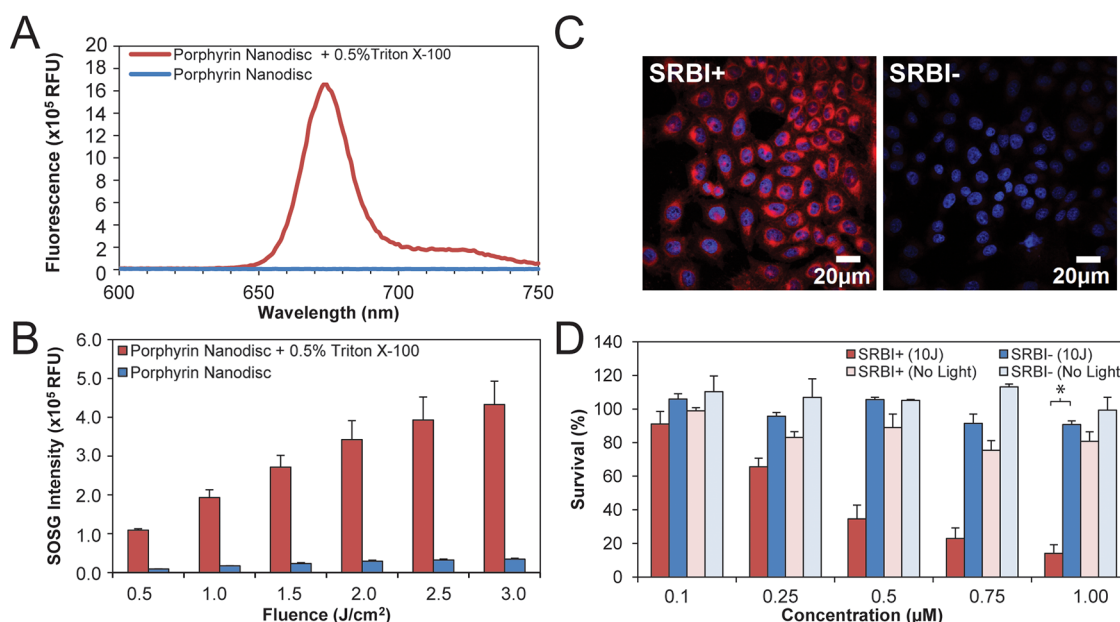 A
Fluorescence (x10⁵ RFU)
20
18
16
14
12
10
8
6
4
2
0
Porphyrin Nanodisc + 0.5%Triton X-100
Porphyrin Nanodisc
600 650 700 750
Wavelength (nm)
B
SOSG Intensity (x10⁵ RFU)
6.0
5.0
4.0
3.0
2.0
1.0
0.0
Porphyrin Nanodisc + 0.5% Triton X-100
Porphyrin Nanodisc
0.5 1.0 1.5 2.0 2.5 3.0
Fluence (J/cm²)
C
SRBI+
20µm
SRBI-
20µm
D
Survival (%)
140
120
100
80
60
40
20
0
SRBI+ (10J) SRBI- (10J)
SRBI+ (No Light) SRBI- (No Light)
*
0.1 0.25 0.5 0.75 1.00
Concentration (µM)